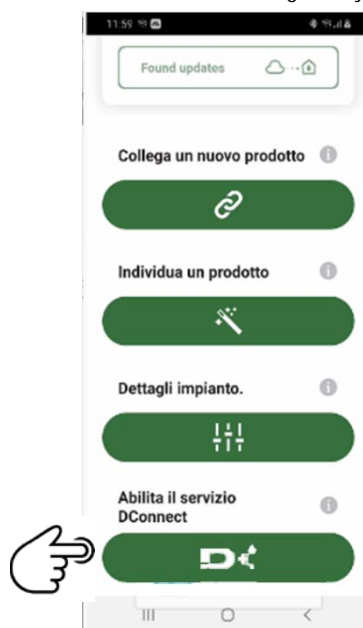 11:59
Found updates
Collega un nuovo prodotto
Individua un prodotto
Dettagli impianto.
Abilita il servizio
DConnect
D